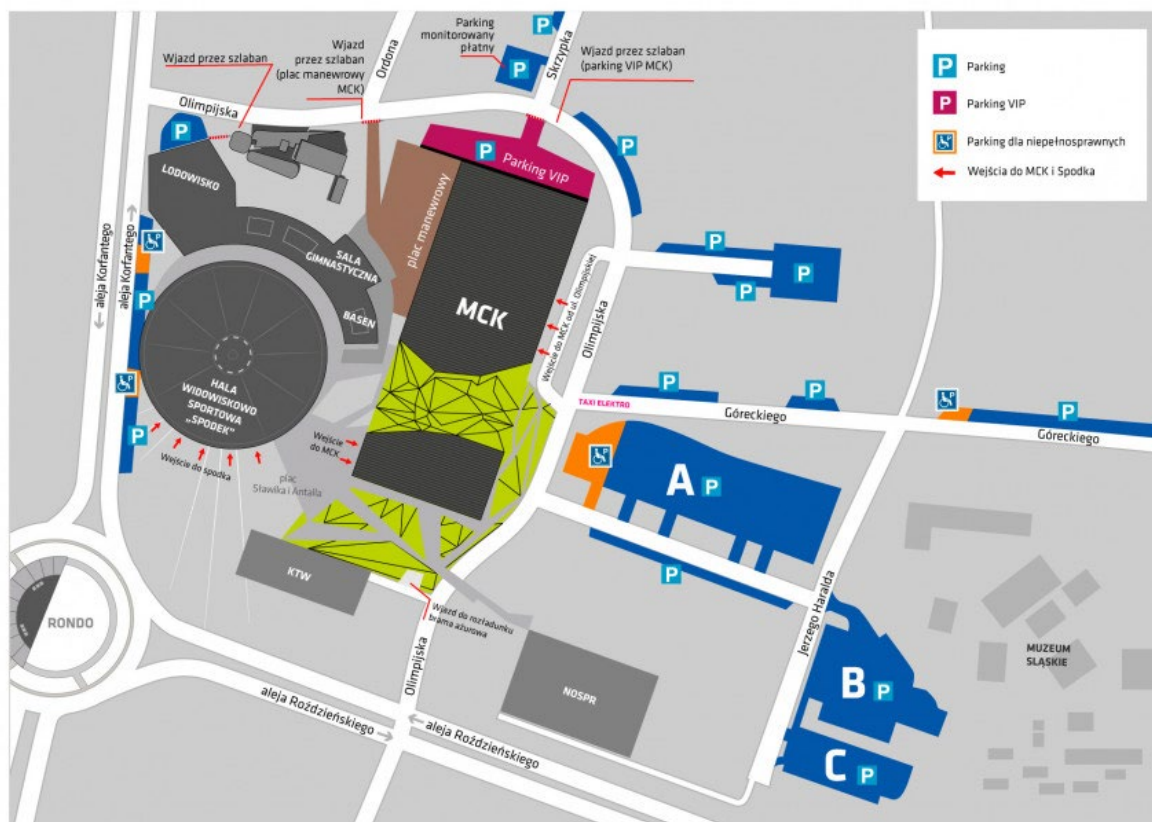 Wjazd przez szlaban
Wjazd
przez szlaban
(plac manewrowy
MCK)
Ordona
Parking
monitorowany
płatny
P
P
Skrzypka
Wjazd przez szlaban
(parking VIP MCK)
P Parking
P Parking VIP
Parking dla niepełnosprawnych
Wejścia do MCK i Spodka
Olimpijska
P
LODOWISKO
P
Parking VIP
P
plac manewrowy
aleja Korfantego
aleja Korfantego
P
SALA
GIMNASTYCZNA
BASEN
MCK
Wejście do MCK od ul. Olimpijskiej
Olimpijska
P
P
P
HALA
WIDOWISKOWO
SPORTOWA
„SPODEK”
P
Wejście do spodka
Wejście
do MCK
plac
Sławika i Antalla
TAXI ELEKTRO
P
P
Góreckiego
P
Góreckiego
A P
P
KTW
Wjazd do rozładunku
brama ażurowa
Olimpijska
NOSPR
Jerzego Haralda
B P
C P
MUZEUM
SLĄSKIE
RONDO
aleja Roździeńskiego
aleja Roździeńskiego